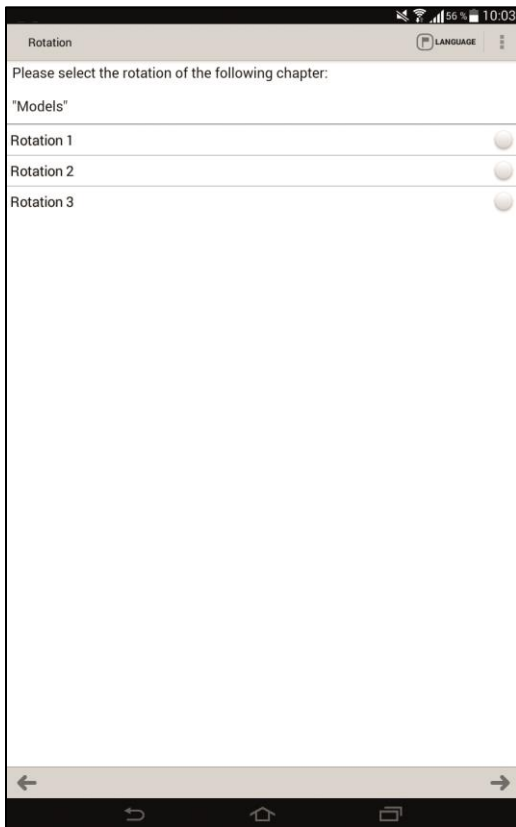 56 % 10:03
Rotation LANGUAGE
Please select the rotation of the following chapter:
"Models"
Rotation 1
Rotation 2
Rotation 3